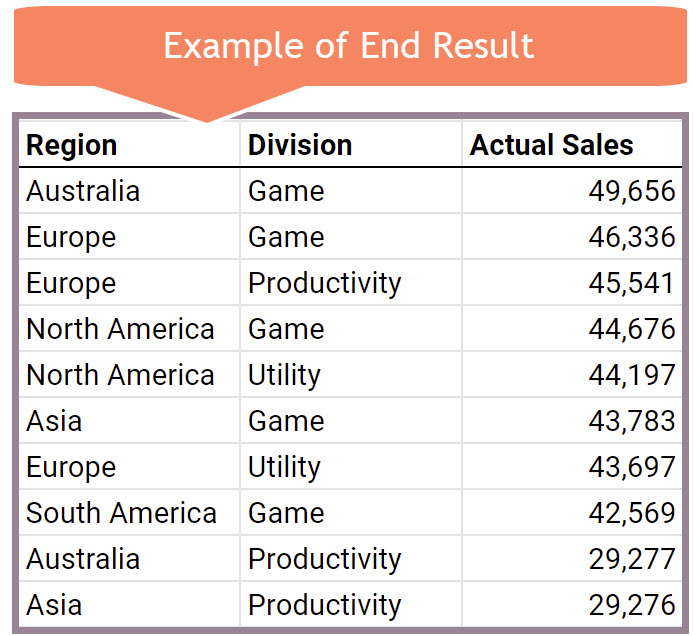 Example of End Result
Region Division Actual Sales
Australia Game 49,656
Europe Game 46,336
Europe Productivity 45,541
North America Game 44,676
North America Utility 44,197
Asia Game 43,783
Europe Utility 43,697
South America Game 42,569
Australia Productivity 29,277
Asia Productivity 29,276